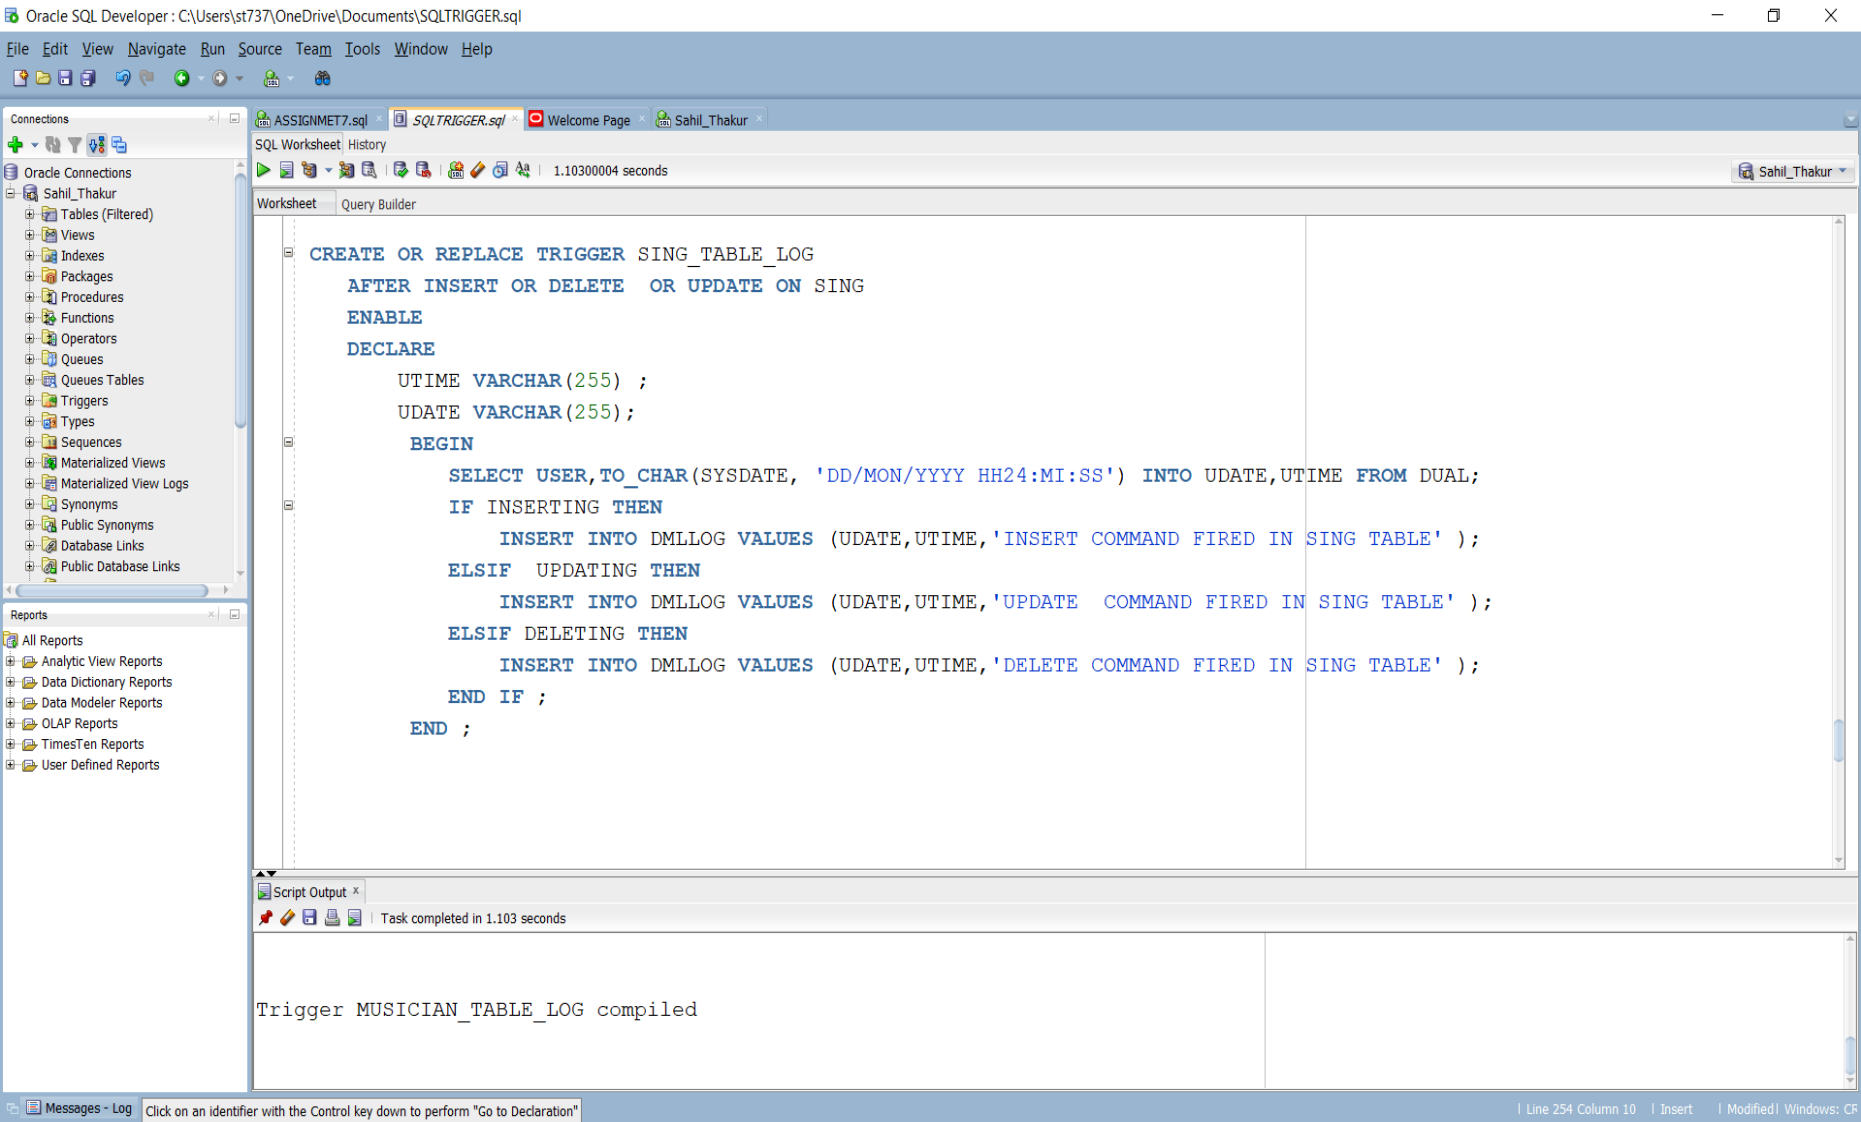 Oracle SQL Developer : C:\Users\st737\OneDrive\Documents\SQLTRIGGER.sql
File Edit View Navigate Run Source Team Tools Window Help
Connections
Oracle Connections
Sahil_Thakur
Tables (Filtered)
Views
Indexes
Packages
Procedures
Functions
Operators
Queues
Queues Tables
Triggers
Types
Sequences
Materialized Views
Materialized View Logs
Synonyms
Public Synonyms
Database Links
Public Database Links
Reports
All Reports
Analytic View Reports
Data Dictionary Reports
Data Modeler Reports
OLAP Reports
TimesTen Reports
User Defined Reports
ASSIGNMET7.sql SQLTRIGGER.sql Welcome Page Sahil_Thakur
SQL Worksheet History
1.10300004 seconds
Sahil_Thakur
Worksheet Query Builder
CREATE OR REPLACE TRIGGER SING_TABLE_LOG
AFTER INSERT OR DELETE  OR UPDATE ON SING
ENABLE
DECLARE
UTIME VARCHAR(255) ;
UDATE VARCHAR(255);
BEGIN
SELECT USER,TO_CHAR(SYSDATE, 'DD/MON/YYYY HH24:MI:SS') INTO UDATE,UTIME FROM DUAL;
IF INSERTING THEN
INSERT INTO DMLLOG VALUES (UDATE,UTIME,'INSERT COMMAND FIRED IN SING TABLE' );
ELSIF  UPDATING THEN
INSERT INTO DMLLOG VALUES (UDATE,UTIME,'UPDATE  COMMAND FIRED IN SING TABLE' );
ELSIF DELETING THEN
INSERT INTO DMLLOG VALUES (UDATE,UTIME,'DELETE COMMAND FIRED IN SING TABLE' );
END IF ;
END ;
Script Output
Task completed in 1.103 seconds
Trigger MUSICIAN_TABLE_LOG compiled
Messages - Log
Click on an identifier with the Control key down to perform "Go to Declaration"
Line 254 Column 10 | Insert | Modified | Windows: CR